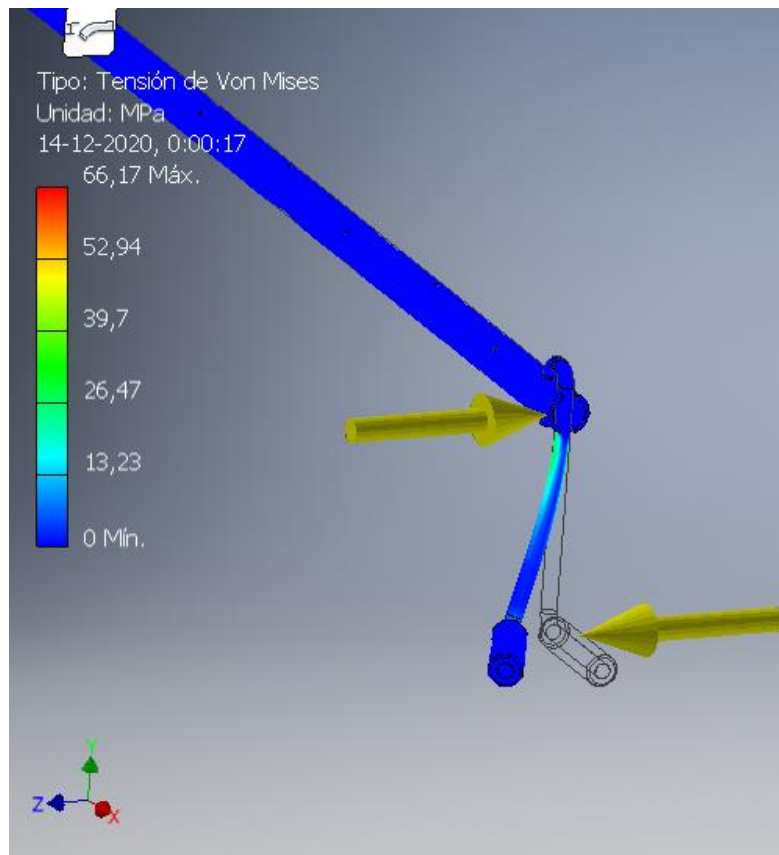 Tipo: Tensión de Von Mises
Unidad: MPa
14-12-2020, 0:00:17
66,17 Máx.
52,94
39,7
26,47
13,23
0 Mín.
Y
Z
X